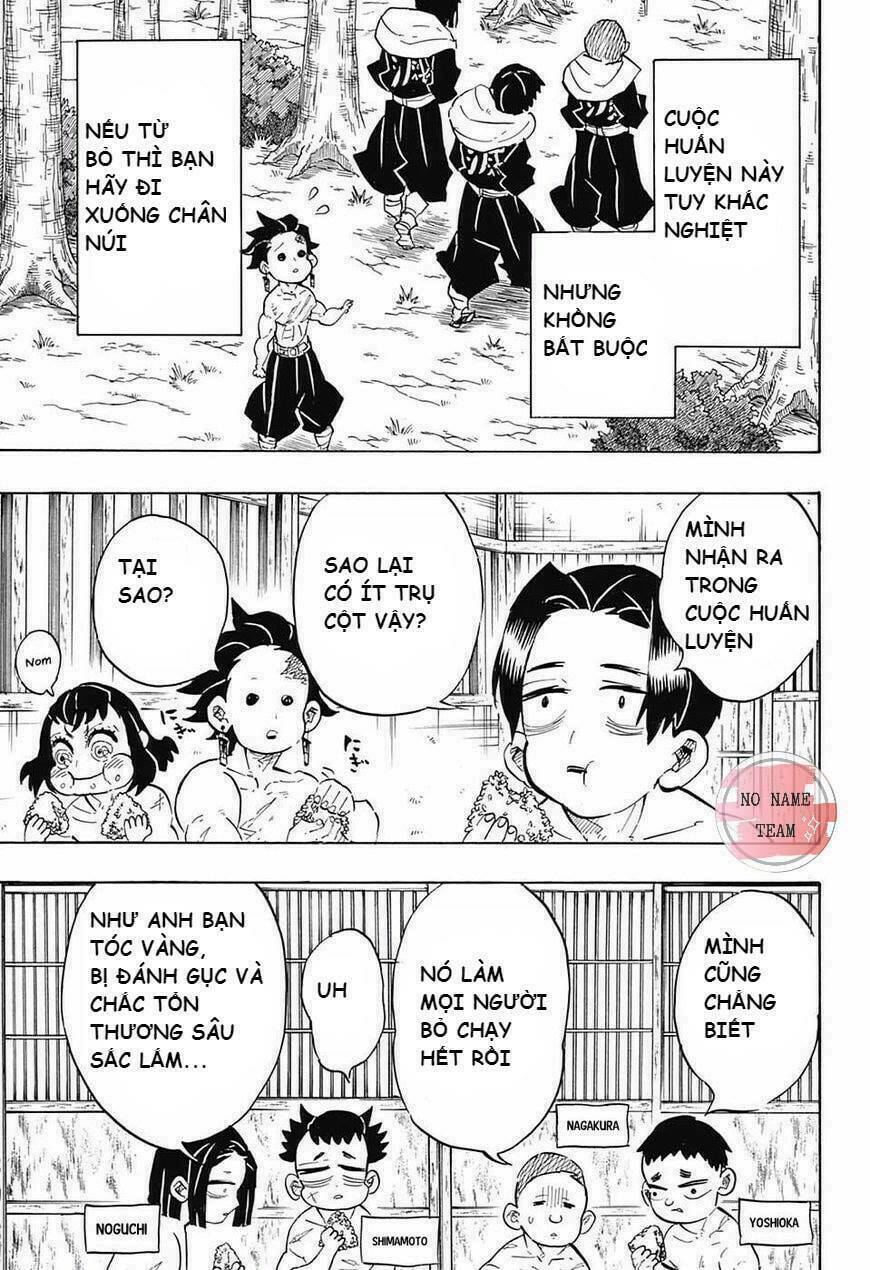 CUỘC
HUẤN
LUYỆN NÀY
TUY KHẮC
NGHIỆT
NHƯNG
KHÔNG
BẮT BUỘC
NẾU TỪ
BỎ THÌ BẠN
HÃY ĐI
XUỐNG CHÂN
NÚI
MÌNH
NHẬN RA
TRONG
CUỘC HUẤN
LUYỆN
SAO LẠI
CÓ ÍT TRỤ
CỘT VẬY?
TẠI
SAO?
Nom
NO NAME
TEAM
MÌNH
CŨNG
CHẲNG
BIẾT
NÓ LÀM
MỌI NGƯỜI
BỎ CHẠY
HẾT RỒI
UH
NHƯ ANH BẠN
TÓC VÀNG,
BỊ ĐÁNH GỤC VÀ
CHẮC TỔN
THƯƠNG SÂU
SẮC LẮM...
YOSHIOKA
NAGAKURA
SHIMAMOTO
NOGUCHI